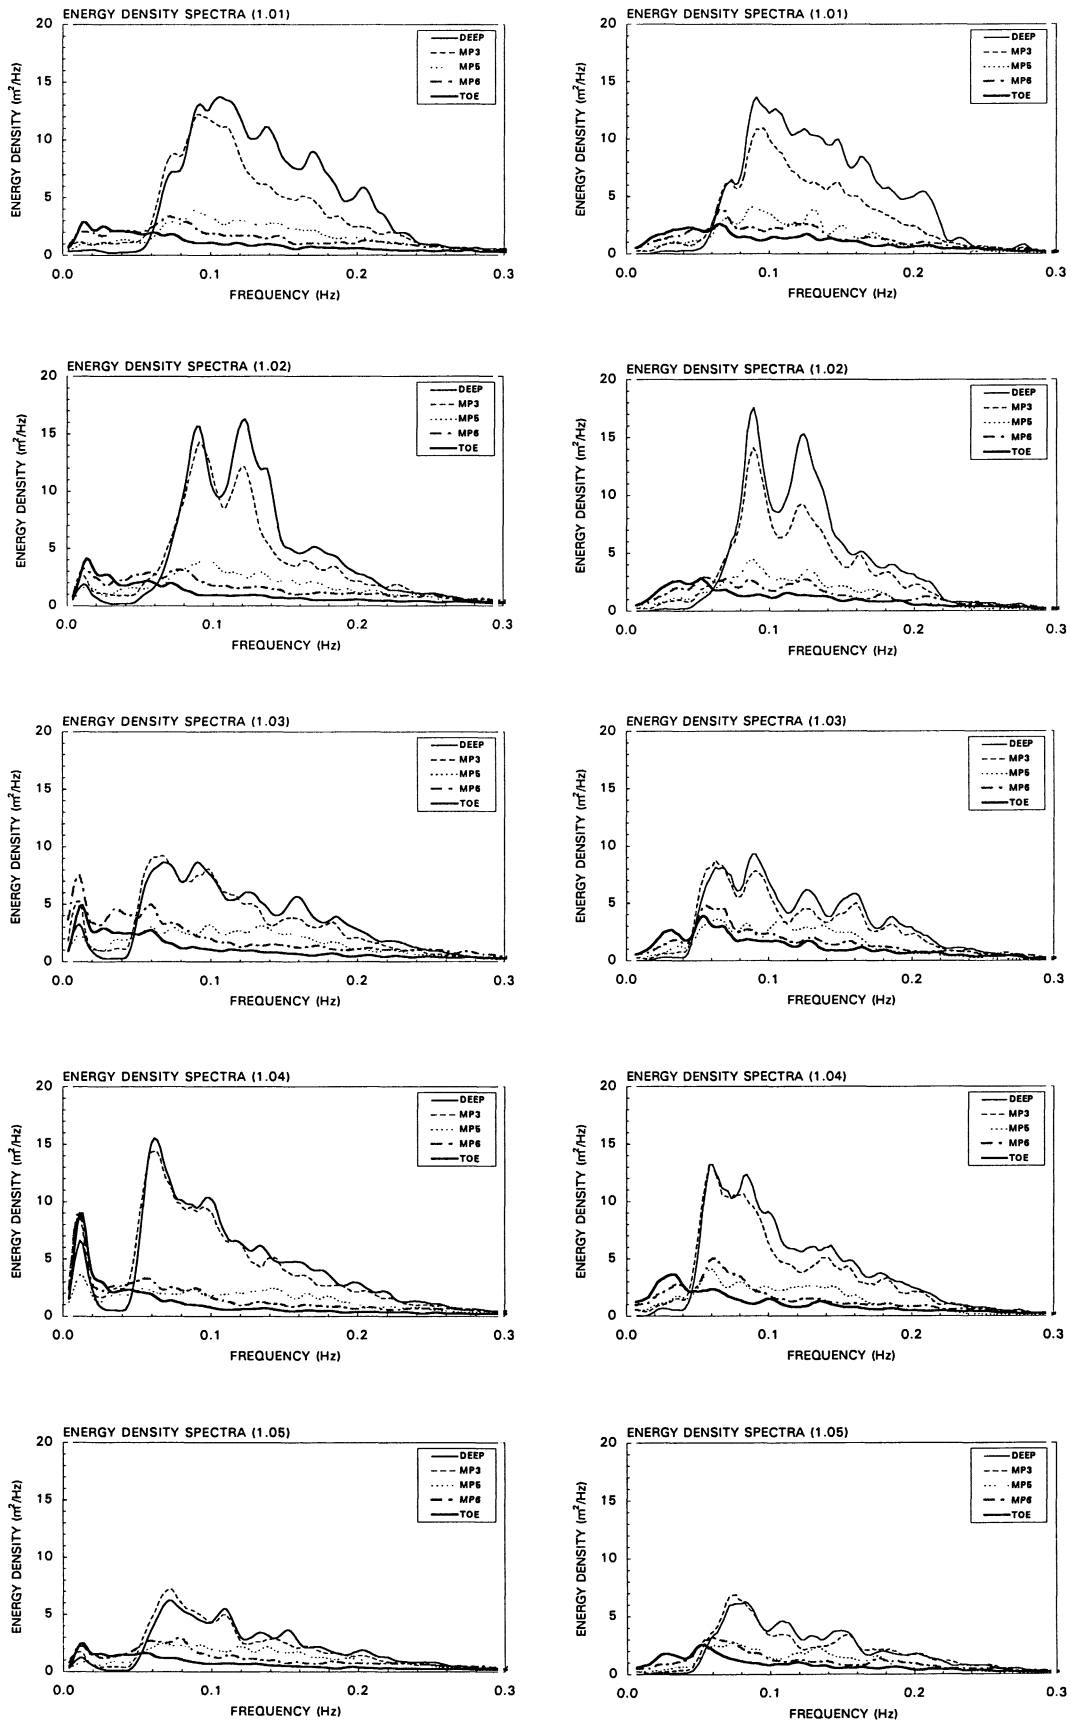 ENERGY DENSITY SPECTRA (1.01)
20
15
10
5
0
ENERGY DENSITY (m²/Hz)
DEEP
MP3
MP5
MP6
TOE
0.0 0.1 0.2 0.3
FREQUENCY (Hz)
ENERGY DENSITY SPECTRA (1.01)
20
15
10
5
0
ENERGY DENSITY (m²/Hz)
DEEP
MP3
MP5
MP6
TOE
0.0 0.1 0.2 0.3
FREQUENCY (Hz)
ENERGY DENSITY SPECTRA (1.02)
20
15
10
5
0
ENERGY DENSITY (m²/Hz)
DEEP
MP3
MP5
MP6
TOE
0.0 0.1 0.2 0.3
FREQUENCY (Hz)
ENERGY DENSITY SPECTRA (1.02)
20
15
10
5
0
ENERGY DENSITY (m²/Hz)
DEEP
MP3
MP5
MP6
TOE
0.0 0.1 0.2 0.3
FREQUENCY (Hz)
ENERGY DENSITY SPECTRA (1.03)
20
15
10
5
0
ENERGY DENSITY (m²/Hz)
DEEP
MP3
MP5
MP6
TOE
0.0 0.1 0.2 0.3
FREQUENCY (Hz)
ENERGY DENSITY SPECTRA (1.03)
20
15
10
5
0
ENERGY DENSITY (m²/Hz)
DEEP
MP3
MP5
MP6
TOE
0.0 0.1 0.2 0.3
FREQUENCY (Hz)
ENERGY DENSITY SPECTRA (1.04)
20
15
10
5
0
ENERGY DENSITY (m²/Hz)
DEEP
MP3
MP5
MP6
TOE
0.0 0.1 0.2 0.3
FREQUENCY (Hz)
ENERGY DENSITY SPECTRA (1.04)
20
15
10
5
0
ENERGY DENSITY (m²/Hz)
DEEP
MP3
MP5
MP6
TOE
0.0 0.1 0.2 0.3
FREQUENCY (Hz)
ENERGY DENSITY SPECTRA (1.05)
20
15
10
5
0
ENERGY DENSITY (m²/Hz)
DEEP
MP3
MP5
MP6
TOE
0.0 0.1 0.2 0.3
FREQUENCY (Hz)
ENERGY DENSITY SPECTRA (1.05)
20
15
10
5
0
ENERGY DENSITY (m²/Hz)
DEEP
MP3
MP5
MP6
TOE
0.0 0.1 0.2 0.3
FREQUENCY (Hz)